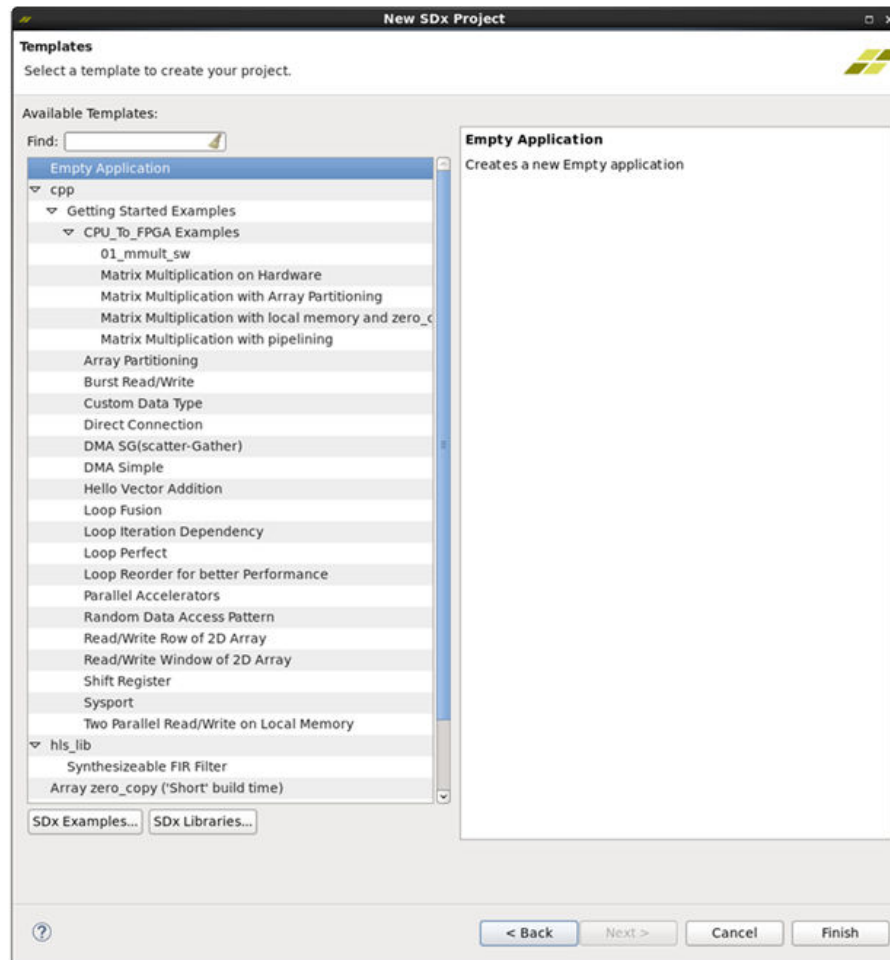 New SDx Project
Templates
Select a template to create your project.
Available Templates:
Find:
Empty Application
cpp
Getting Started Examples
CPU_To_FPGA Examples
01_mmult_sw
Matrix Multiplication on Hardware
Matrix Multiplication with Array Partitioning
Matrix Multiplication with local memory and zero_c
Matrix Multiplication with pipelining
Array Partitioning
Burst Read/Write
Custom Data Type
Direct Connection
DMA SG(scatter-Gather)
DMA Simple
Hello Vector Addition
Loop Fusion
Loop Iteration Dependency
Loop Perfect
Loop Reorder for better Performance
Parallel Accelerators
Random Data Access Pattern
Read/Write Row of 2D Array
Read/Write Window of 2D Array
Shift Register
Sysport
Two Parallel Read/Write on Local Memory
hls_lib
Synthesizeable FIR Filter
Array zero_copy ('Short' build time)
SDx Examples... SDx Libraries...
Empty Application
Creates a new Empty application
? < Back Next > Cancel Finish